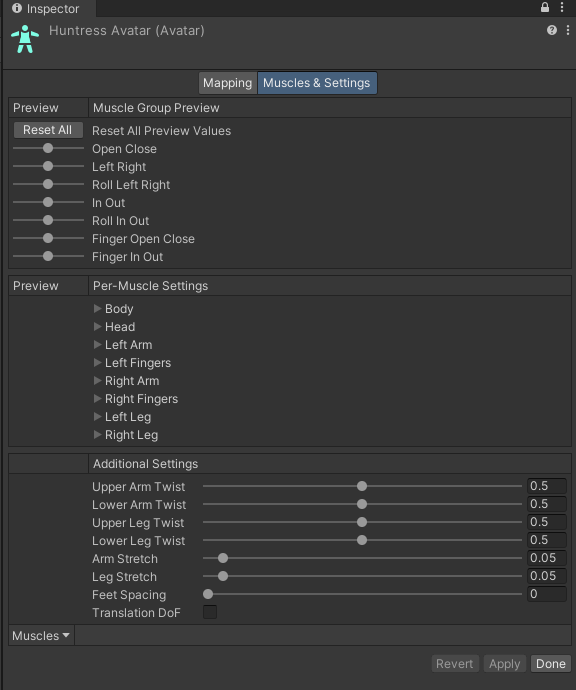 Inspector
Huntress Avatar (Avatar)
Mapping Muscles & Settings
Preview Muscle Group Preview
Reset All Reset All Preview Values
Open Close
Left Right
Roll Left Right
In Out
Roll In Out
Finger Open Close
Finger In Out
Preview Per-Muscle Settings
Body
Head
Left Arm
Left Fingers
Right Arm
Right Fingers
Left Leg
Right Leg
Additional Settings
Upper Arm Twist 0.5
Lower Arm Twist 0.5
Upper Leg Twist 0.5
Lower Leg Twist 0.5
Arm Stretch 0.05
Leg Stretch 0.05
Feet Spacing 0
Translation DoF
Muscles
Revert Apply Done